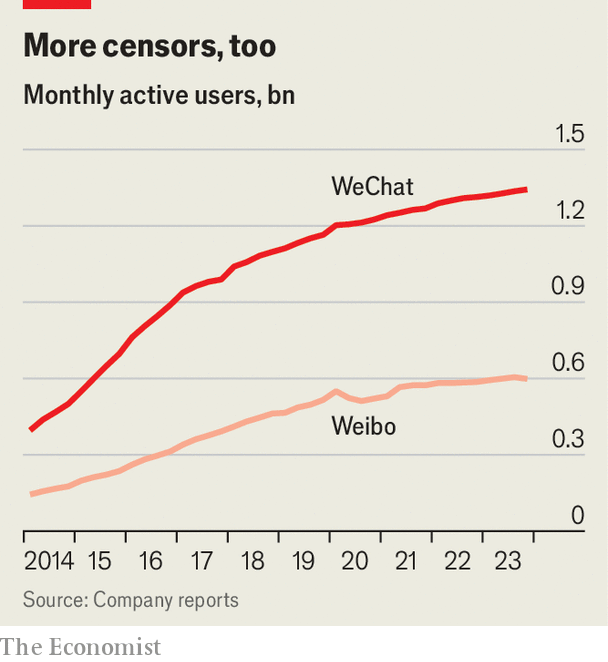 More censors, too
Monthly active users, bn
1.5
WeChat
1.2
0.9
0.6
Weibo
0.3
0
2014 15 16 17 18 19 20 21 22 23
Source: Company reports
The Economist